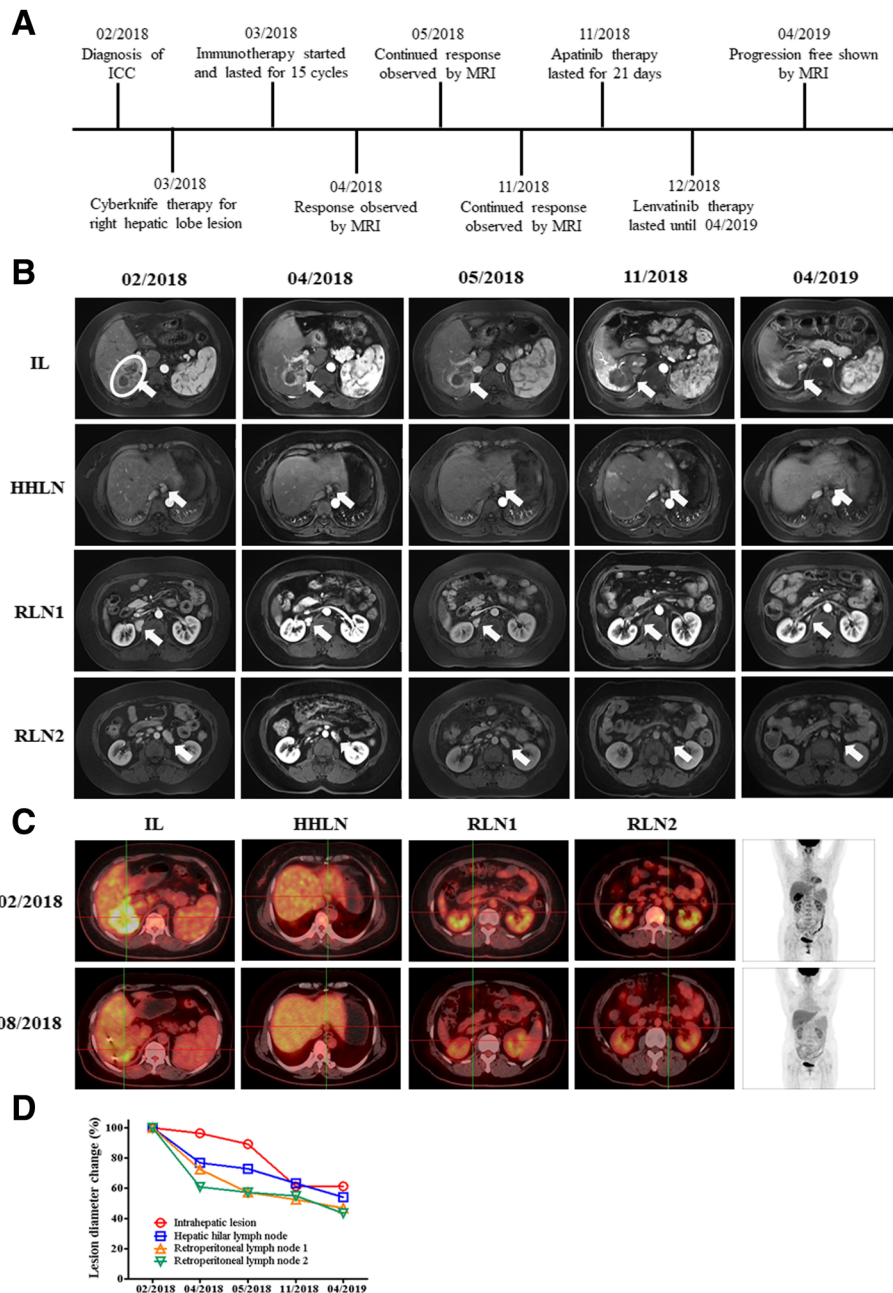 A
02/2018
Diagnosis of
ICC
03/2018
Immunotherapy started
and lasted for 15 cycles
05/2018
Continued response
observed by MRI
11/2018
Apatinib therapy
lasted for 21 days
04/2019
Progression free shown
by MRI
03/2018
Cyberknife therapy for
right hepatic lobe lesion
04/2018
Response observed
by MRI
11/2018
Continued response
observed by MRI
12/2018
Lenvatinib therapy
lasted until 04/2019
B
02/2018 04/2018 05/2018 11/2018 04/2019
IL
HHLN
RLN1
RLN2
C
IL HHLN RLN1 RLN2
02/2018
08/2018
D
Lesion diameter change (%)
100
80
60
40
20
0
Intrahepatic lesion
Hepatic hilar lymph node
Retroperitoneal lymph node 1
Retroperitoneal lymph node 2
02/2018 04/2018 05/2018 11/2018 04/2019